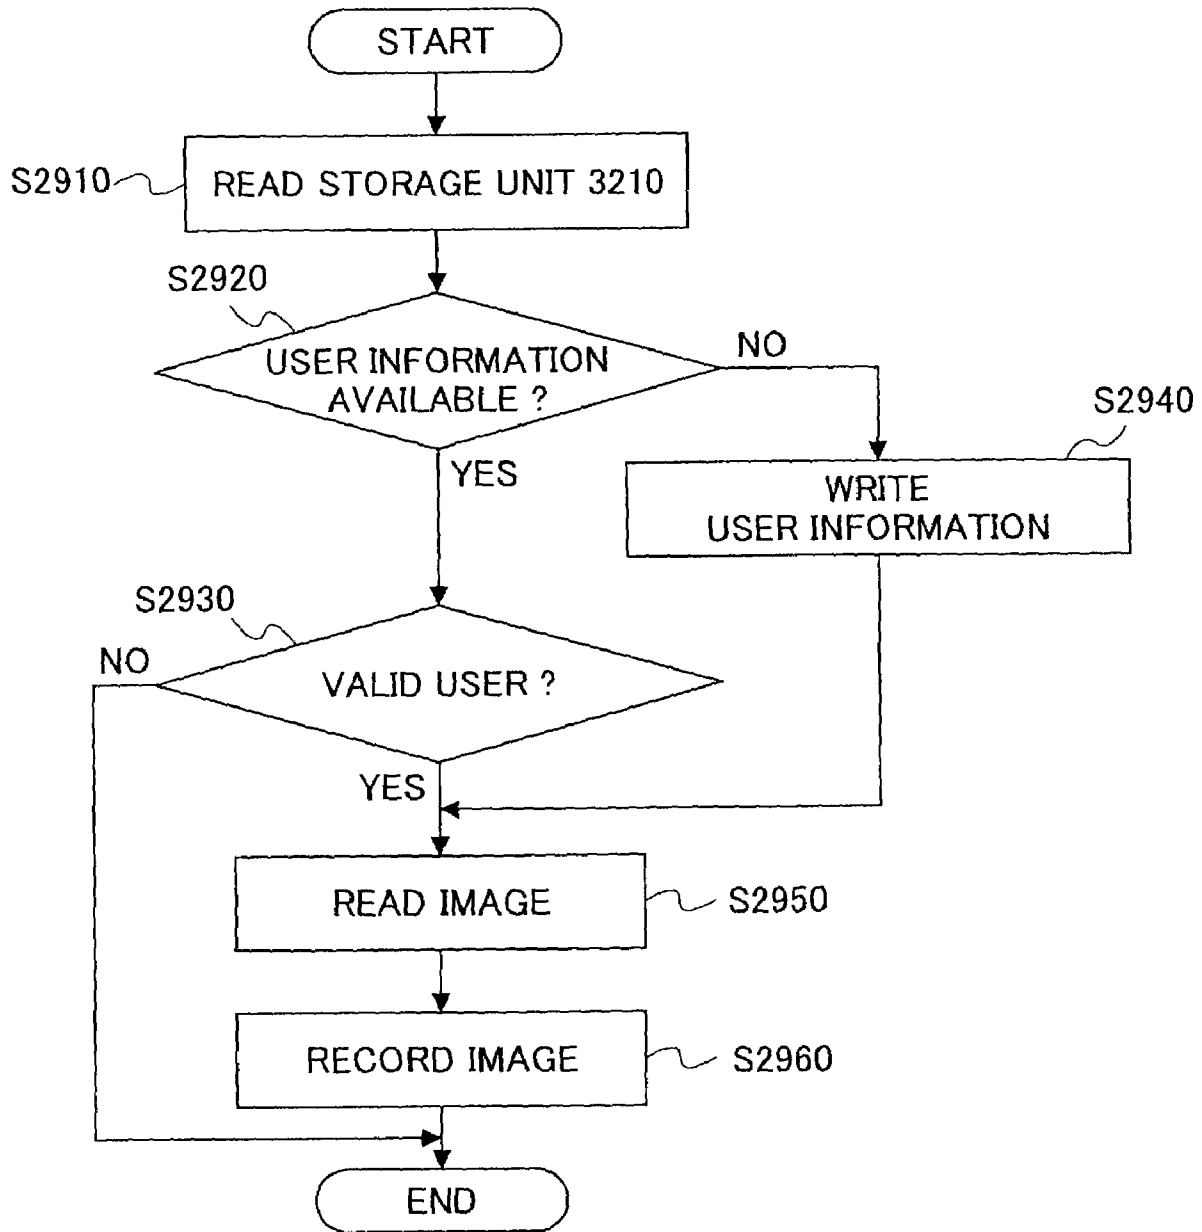 START
S2910
READ STORAGE UNIT 3210
S2920
USER INFORMATION
AVAILABLE ?
NO
YES
S2940
WRITE
USER INFORMATION
S2930
NO
VALID USER ?
YES
READ IMAGE
S2950
RECORD IMAGE
S2960
END